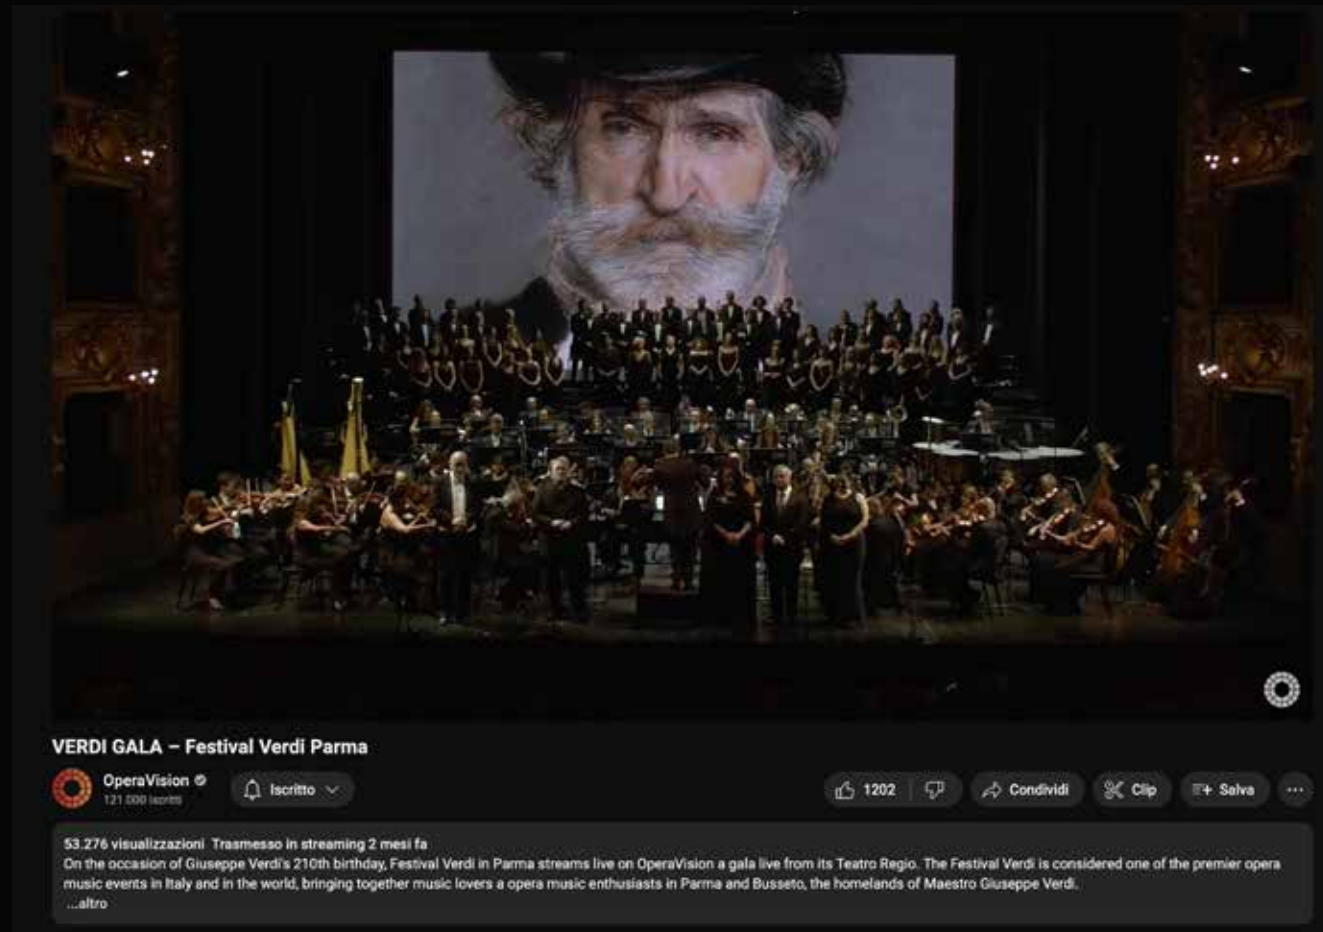 VERDI GALA – Festival Verdi Parma
OperaVision
121.000 iscritti
Iscritto
1202
Condividi
Clip
Salva
53.276 visualizzazioni Trasmesso in streaming 2 mesi fa
On the occasion of Giuseppe Verdi's 210th birthday, Festival Verdi in Parma streams live on OperaVision a gala live from its Teatro Regio. The Festival Verdi is considered one of the premier opera
music events in Italy and in the world, bringing together music lovers a opera music enthusiasts in Parma and Busseto, the homelands of Maestro Giuseppe Verdi.
...altro